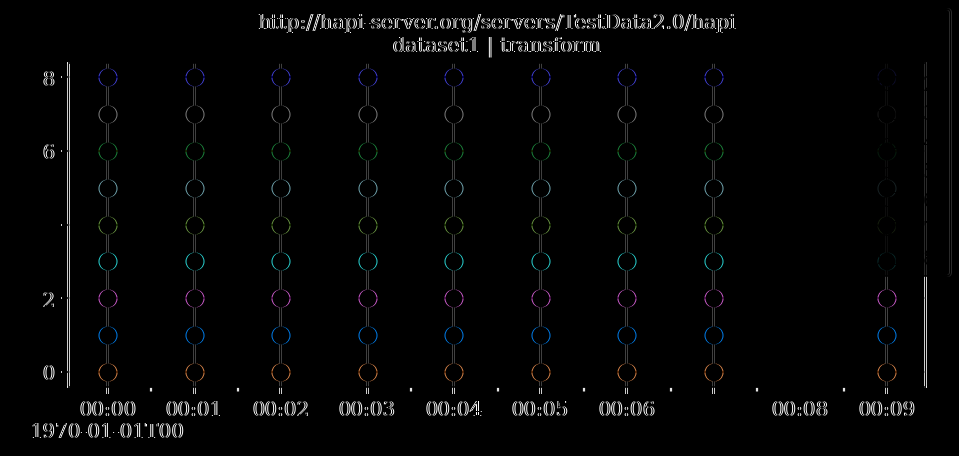 http://hapi-server.org/servers/TestData2.0/hapi
dataset1 | transform
8
6
2
0
00:00 00:01 00:02 00:03 00:04 00:05 00:06 00:08 00:09
1970-01-01T00